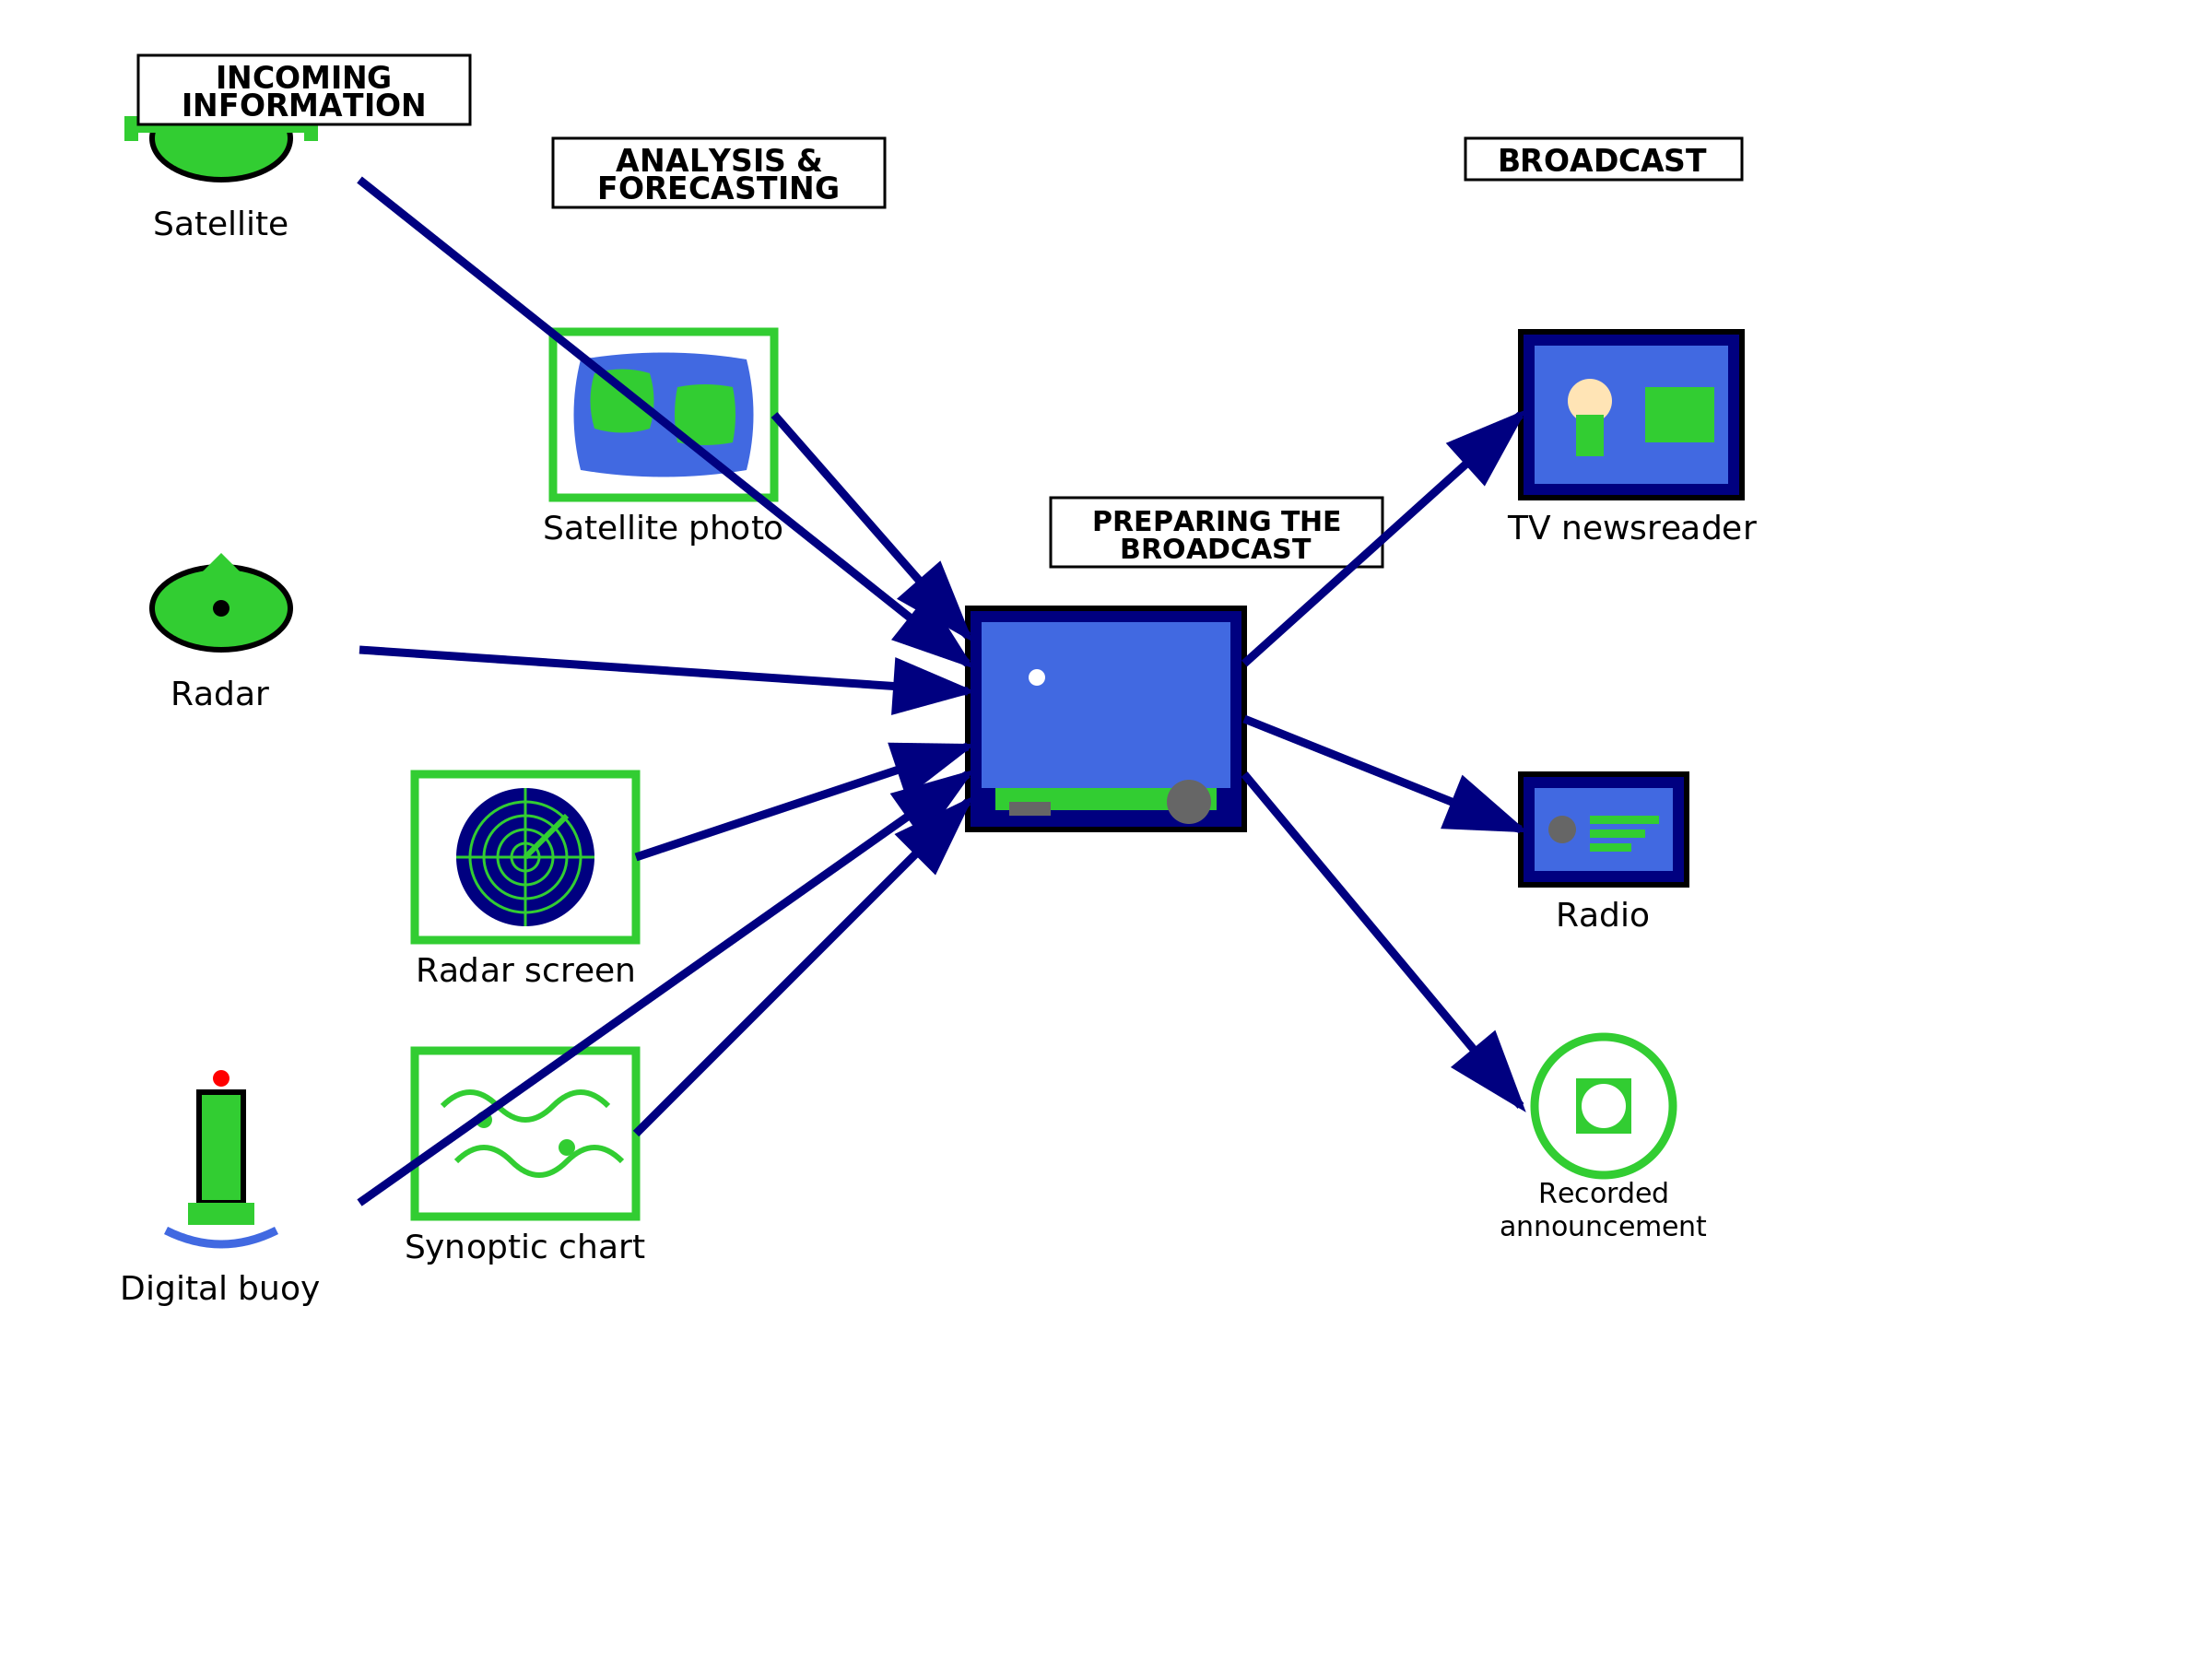 INCOMING
INFORMATION
Satellite
Radar
Digital buoy
ANALYSIS &
FORECASTING
Satellite photo
Radar screen
Synoptic chart
PREPARING THE
BROADCAST
BROADCAST
TV newsreader
Radio
Recorded
announcement